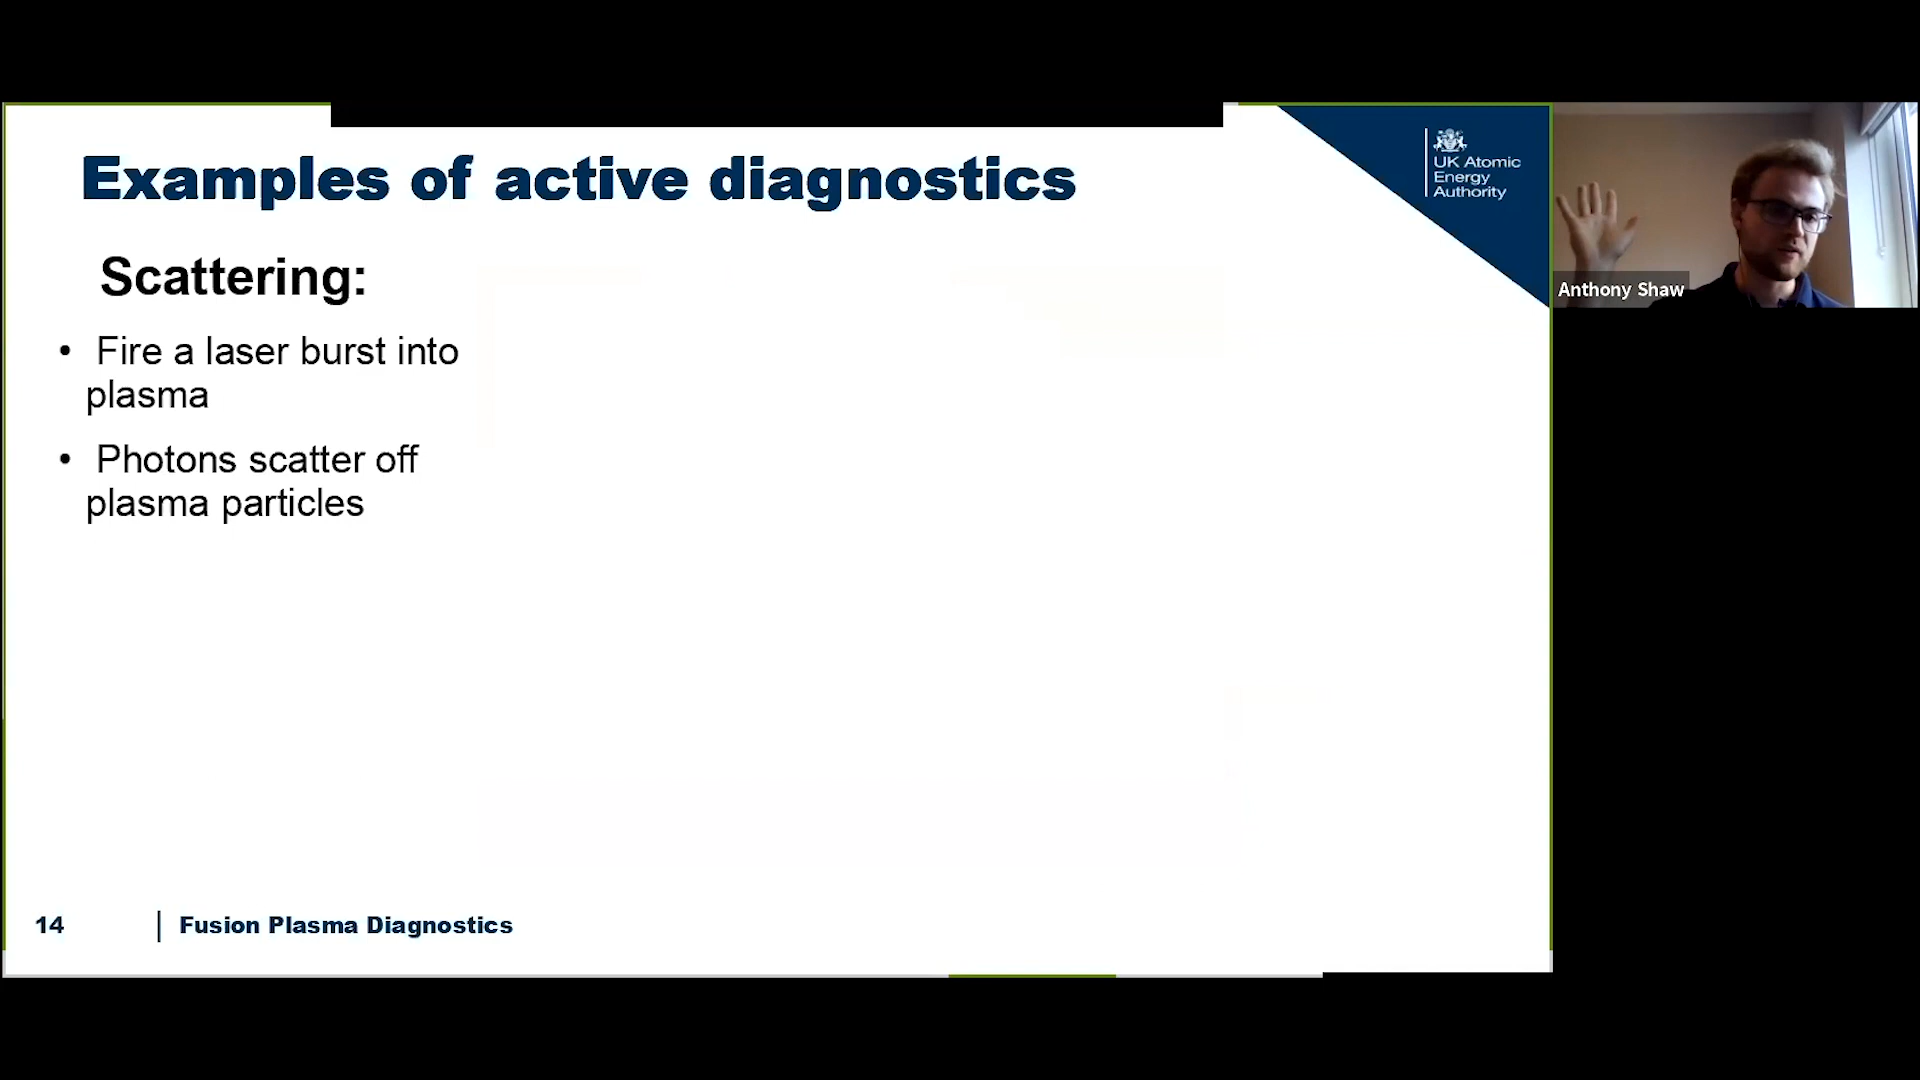 Examples of active diagnostics
UK Atomic
Energy
Authority
Scattering:
• Fire a laser burst into
plasma
• Photons scatter off
plasma particles
Anthony Shaw
14
Fusion Plasma Diagnostics